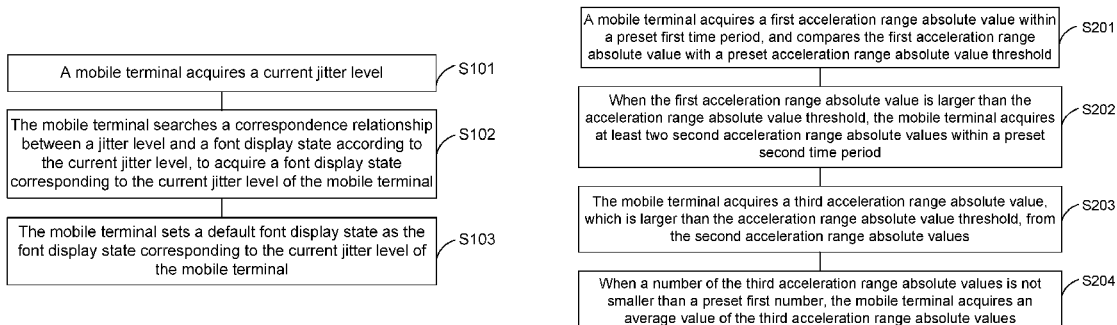 A mobile terminal acquires a current jitter level
S101
The mobile terminal searches a correspondence relationship
between a jitter level and a font display state according to
the current jitter level, to acquire a font display state
corresponding to the current jitter level of the mobile terminal
S102
The mobile terminal sets a default font display state as the
font display state corresponding to the current jitter level of
the mobile terminal
S103
A mobile terminal acquires a first acceleration range absolute value within
a preset first time period, and compares the first acceleration range
absolute value with a preset acceleration range absolute value threshold
S201
When the first acceleration range absolute value is larger than the
acceleration range absolute value threshold, the mobile terminal acquires
at least two second acceleration range absolute values within a preset
second time period
S202
The mobile terminal acquires a third acceleration range absolute value,
which is larger than the acceleration range absolute value threshold, from
the second acceleration range absolute values
S203
When a number of the third acceleration range absolute values is not
smaller than a preset first number, the mobile terminal acquires an
average value of the third acceleration range absolute values
S204